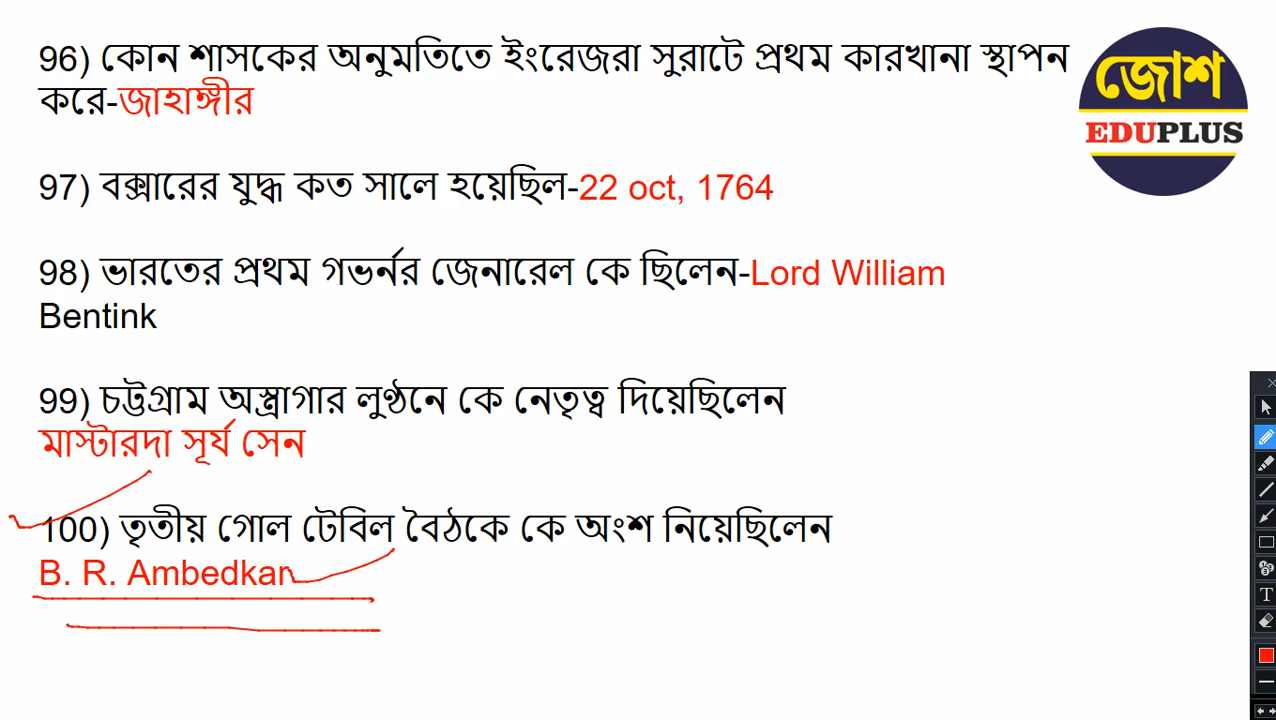 96) কোন শাসকের অনুমতিতে ইংরেজরা সুরাটে প্রথম কারখানা স্থাপন
করে-জাহাঙ্গীর
জোশ
EDUPLUS
97) বক্সারের যুদ্ধ কত সালে হয়েছিল-22 oct, 1764
98) ভারতের প্রথম গভর্নর জেনারেল কে ছিলেন-Lord William
Bentink
99) চট্টগ্রাম অস্ত্রাগার লুণ্ঠনে কে নেতৃত্ব দিয়েছিলেন
মাস্টারদা সূর্য সেন
100) তৃতীয় গোল টেবিল বৈঠকে কে অংশ নিয়েছিলেন
B. R. Ambedkar